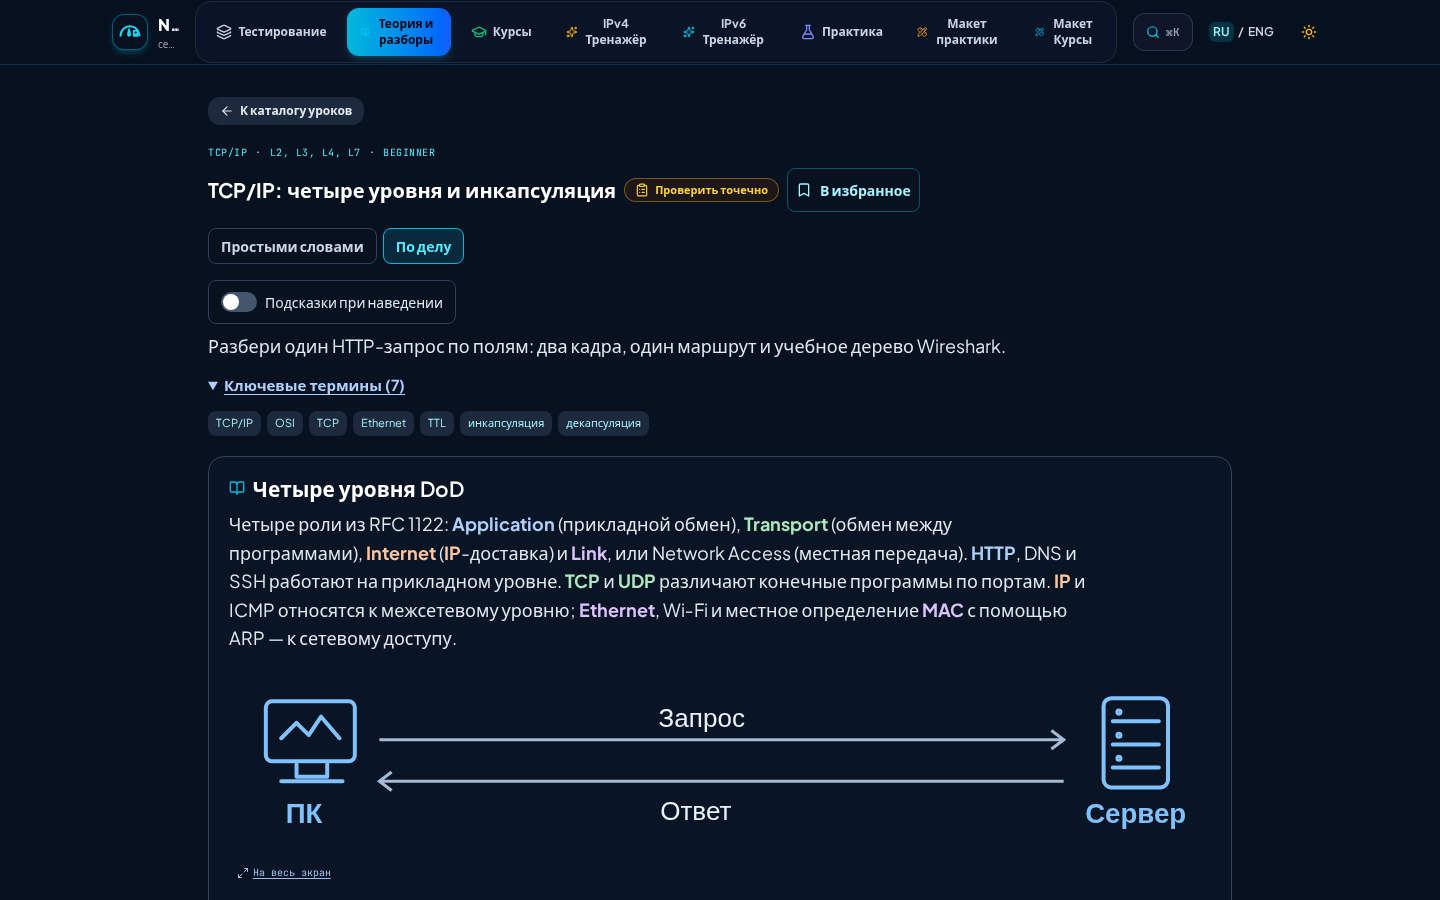 N...
се...
Тестирование
Теория и
разборы
Курсы
IPv4
Тренажёр
IPv6
Тренажёр
Практика
Макет
практики
Макет
Курсы
⌘K
RU / ENG
К каталогу уроков
TCP/IP · L2, L3, L4, L7 · BEGINNER
TCP/IP: четыре уровня и инкапсуляция
Проверить точечно
В избранное
Простыми словами
По делу
Подсказки при наведении
Разбери один HTTP-запрос по полям: два кадра, один маршрут и учебное дерево Wireshark.
▼ Ключевые термины (7)
TCP/IP OSI TCP Ethernet TTL инкапсуляция декапсуляция
Четыре уровня DoD
Четыре роли из RFC 1122: Application (прикладной обмен), Transport (обмен между
программами), Internet (IP-доставка) и Link, или Network Access (местная передача). HTTP, DNS и
SSH работают на прикладном уровне. TCP и UDP различают конечные программы по портам. IP и
ICMP относятся к межсетевому уровню; Ethernet, Wi-Fi и местное определение MAC с помощью
ARP — к сетевому доступу.
Запрос
Ответ
ПК
Сервер
На весь экран